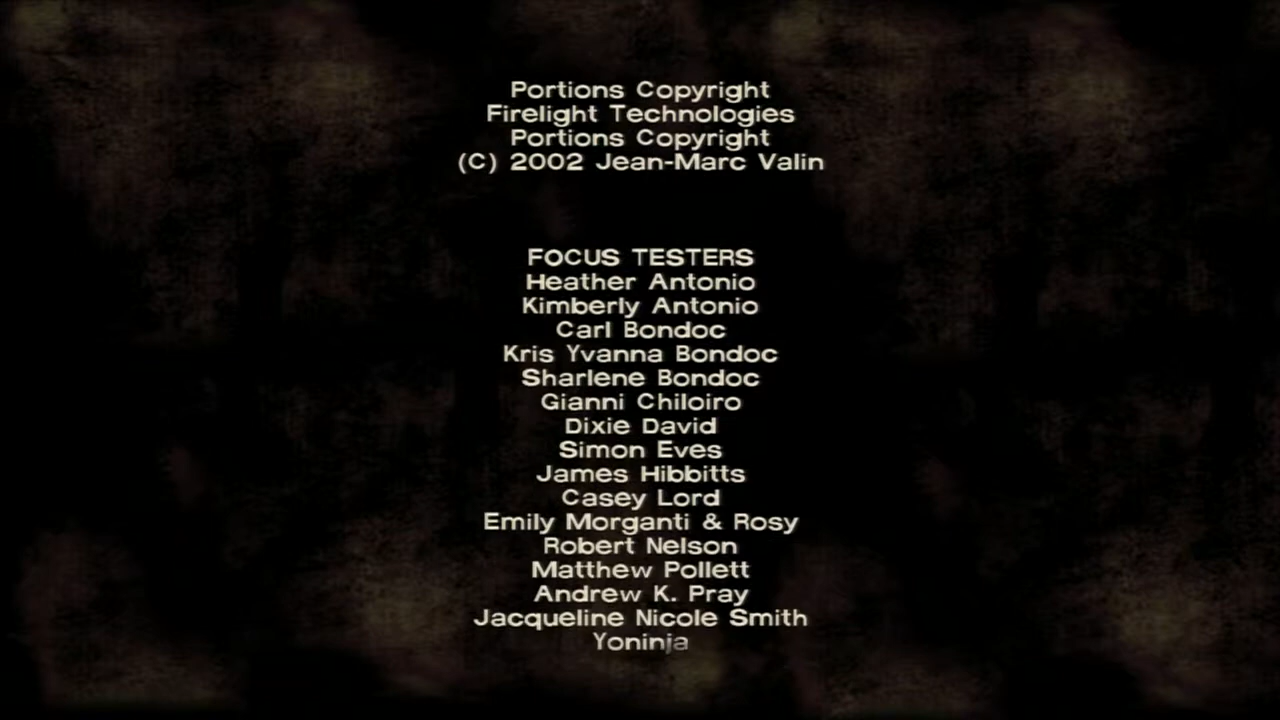 Portions Copyright
Firelight Technologies
Portions Copyright
(C) 2002 Jean-Marc Valin
FOCUS TESTERS
Heather Antonio
Kimberly Antonio
Carl Bondoc
Kris Yvanna Bondoc
Sharlene Bondoc
Gianni Chiloiro
Dixie David
Simon Eves
James Hibbitts
Casey Lord
Emily Morganti & Rosy
Robert Nelson
Matthew Pollett
Andrew K. Pray
Jacqueline Nicole Smith
Yoninja